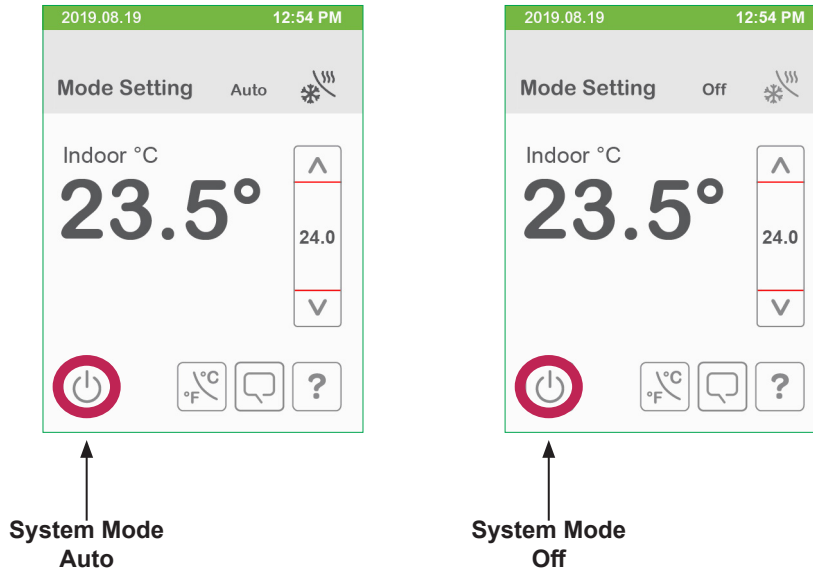 2019.08.19 12:54 PM
Mode Setting Auto
Indoor °C
23.5°
24.0
°C
°F
?
System Mode
Auto
2019.08.19 12:54 PM
Mode Setting Off
Indoor °C
23.5°
24.0
°C
°F
?
System Mode
Off